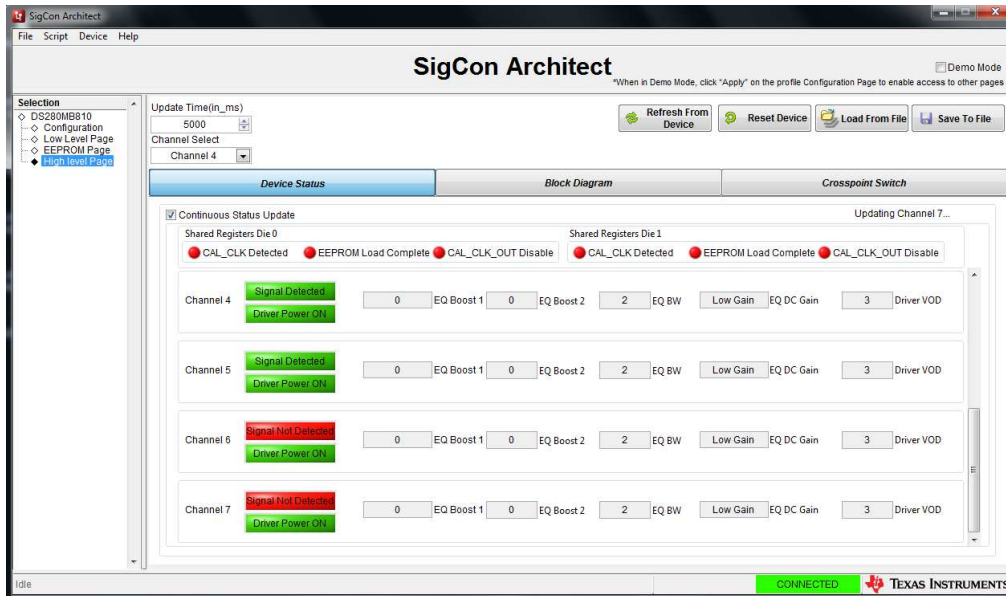 SigCon Architect
File Script Device Help
SigCon Architect
Demo Mode
*When in Demo Mode, click "Apply" on the profile Configuration Page to enable access to other pages
Selection
DS280MB810
Configuration
Low Level Page
EEPROM Page
High level Page
Update Time(in_ms)
5000
Channel Select
Channel 4
Refresh From Device
Reset Device
Load From File
Save To File
Device Status
Block Diagram
Crosspoint Switch
Continuous Status Update
Updating Channel 7...
Shared Registers Die 0
CAL_CLK Detected EEPROM Load Complete CAL_CLK_OUT Disable
Shared Registers Die 1
CAL_CLK Detected EEPROM Load Complete CAL_CLK_OUT Disable
Channel 4
Signal Detected
Driver Power ON
0 EQ Boost 1 0 EQ Boost 2 2 EQ BW Low Gain EQ DC Gain 3 Driver VOD
Channel 5
Signal Detected
Driver Power ON
0 EQ Boost 1 0 EQ Boost 2 2 EQ BW Low Gain EQ DC Gain 3 Driver VOD
Channel 6
Signal Not Detected
Driver Power ON
0 EQ Boost 1 0 EQ Boost 2 2 EQ BW Low Gain EQ DC Gain 3 Driver VOD
Channel 7
Signal Not Detected
Driver Power ON
0 EQ Boost 1 0 EQ Boost 2 2 EQ BW Low Gain EQ DC Gain 3 Driver VOD
Idle
CONNECTED
TEXAS INSTRUMENTS